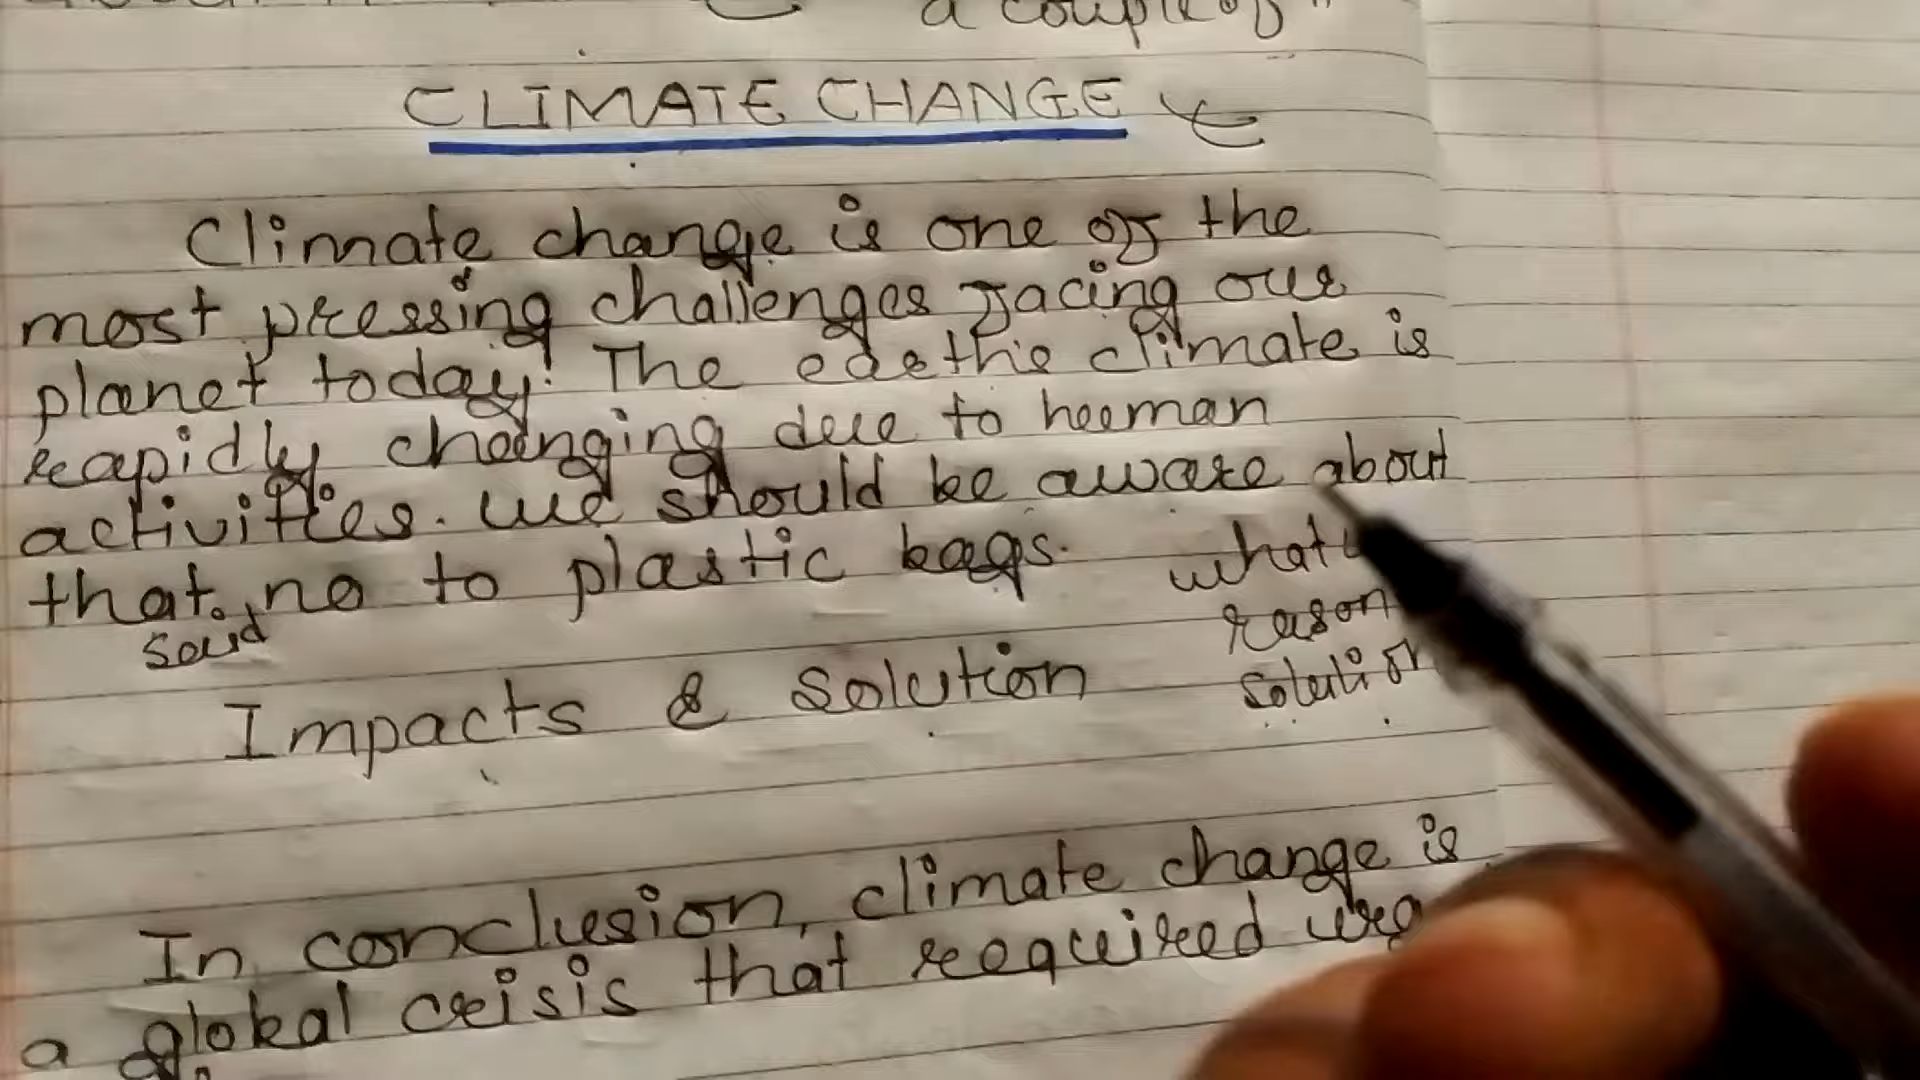 a couple of "
CLIMATE CHANGE
Climate change is one of the
most pressing challenges facing our
planet today! The earth's climate is
rapidly changing due to human
activities. We should be aware about
that. no to plastic bags.
said
what
reason
solution
Impacts & Solution
In conclusion, climate change is
a global crisis that required